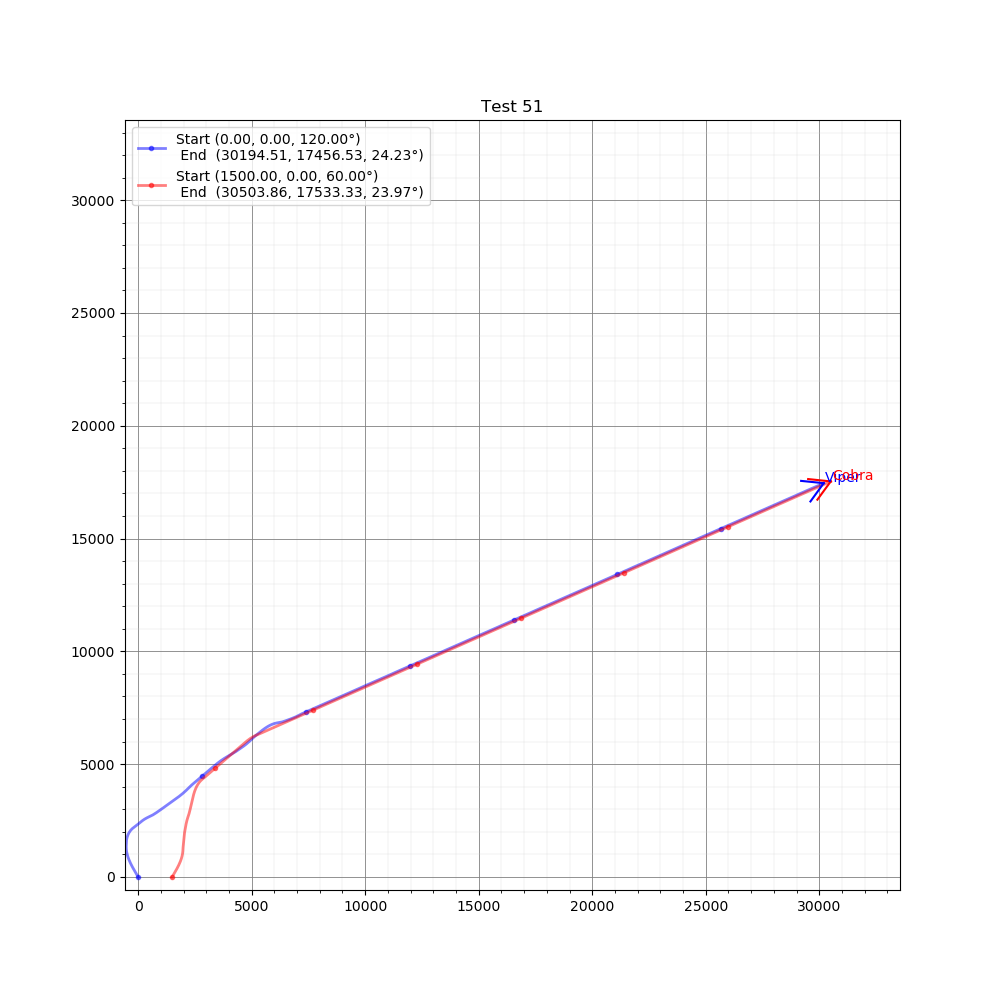 Test 51
Start (0.00, 0.00, 120.00°)
End  (30194.51, 17456.53, 24.23°)
Start (1500.00, 0.00, 60.00°)
End  (30503.86, 17533.33, 23.97°)
30000
25000
20000
15000
10000
5000
0
Viper
Cobra
0 5000 10000 15000 20000 25000 30000